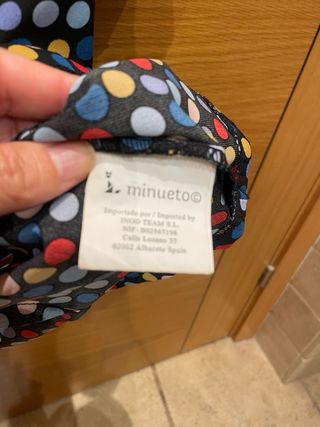 minueto©
Importado por / Imported by
INGO TEAM S.L.
NIF: B02567196
Calle Lozano 37
02002 Albacete Spain